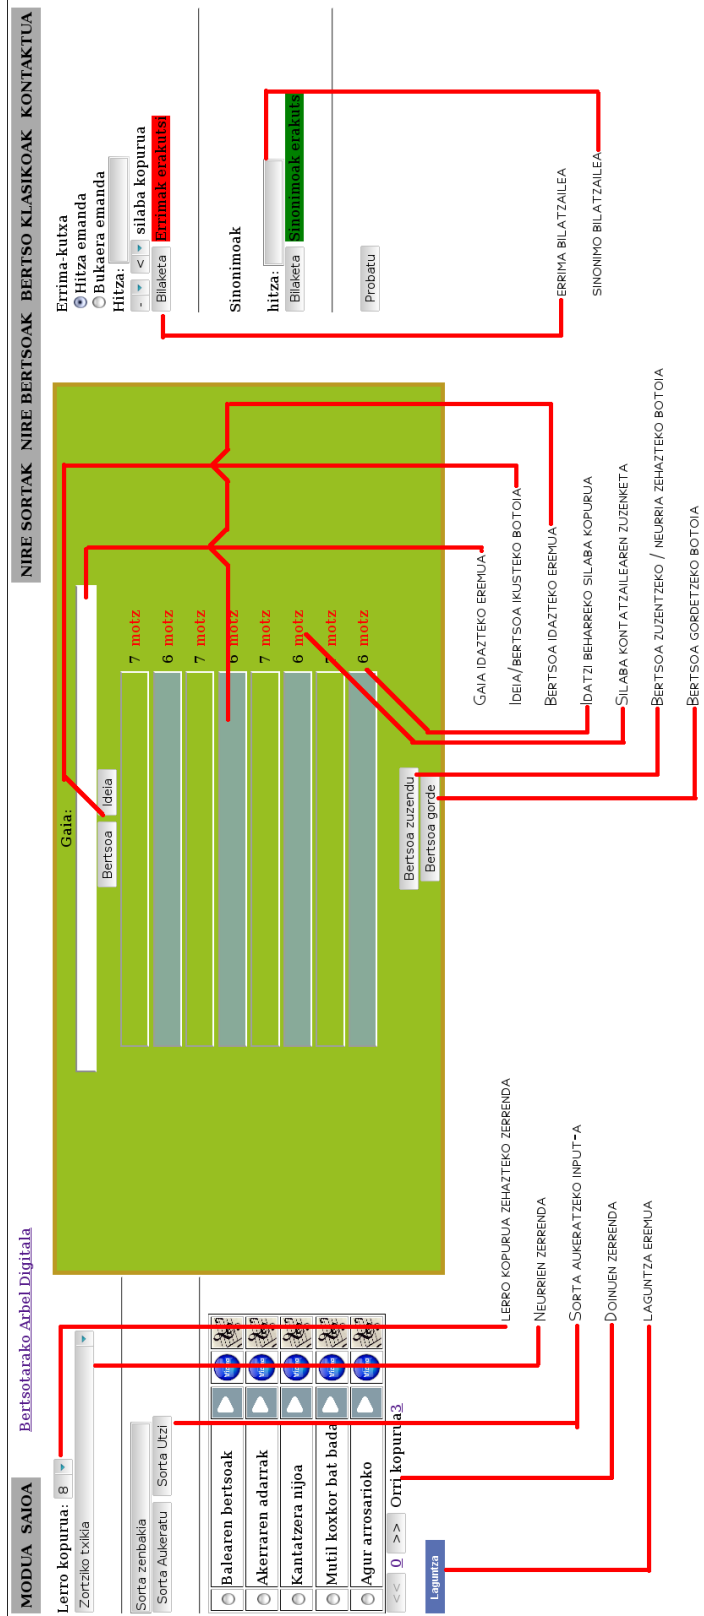 Bertsotarako Arbel Digitala
MODUA SAIOA
NIRE SORTAK NIRE BERTSOAK BERTSO KLASIKOAK KONTAKTUA
Lerro kopurua: 8
Zortziko txikia
Sorta zenbakia
Sorta Aukeratu Sorta Utzi
Balearen bertsoak
Akerraren adarrak
Kantatzera nijoa
Mutil koxkor bat bada
Agur arrosarioko
<< 0 >> Orri kopurua3
Laguntza
Gaia:
Bertsoa Ideia
7 motz
6 motz
7 motz
6 motz
7 motz
6 motz
7 motz
6 motz
Bertsoa zuzendu
Bertsoa gorde
Errima-kutxa
Hitza emanda
Bukaera emanda
Hitza:
- < silaba kopurua
Bilaketa Errimak erakutsi
Sinonimoak
hitza:
Bilaketa Sinonimoak erakuts
Probatu
LERRO KOPURUA ZEHAZTEKO ZERRENDA
NEURRIEN ZERRENDA
SORTA AUKERATZEKO INPUT-A
DOINUEN ZERRENDA
LAGUNTZA EREMUA
GAIA IDAZTEKO EREMUA
IDEIA/BERTSOA IKUSTEKO BOTOIA
BERTSOA IDAZTEKO EREMUA
IDATZI BEHARREKO SILABA KOPURUA
SILABA KONTATZAILEAREN ZUZENKETA
BERTSOA ZUZENTZEKO / NEURRIA ZEHAZTEKO BOTOIA
BERTSOA GORDETZEKO BOTOIA
ERRIMA BILATZAILEA
SINONIMO BILATZAILEA